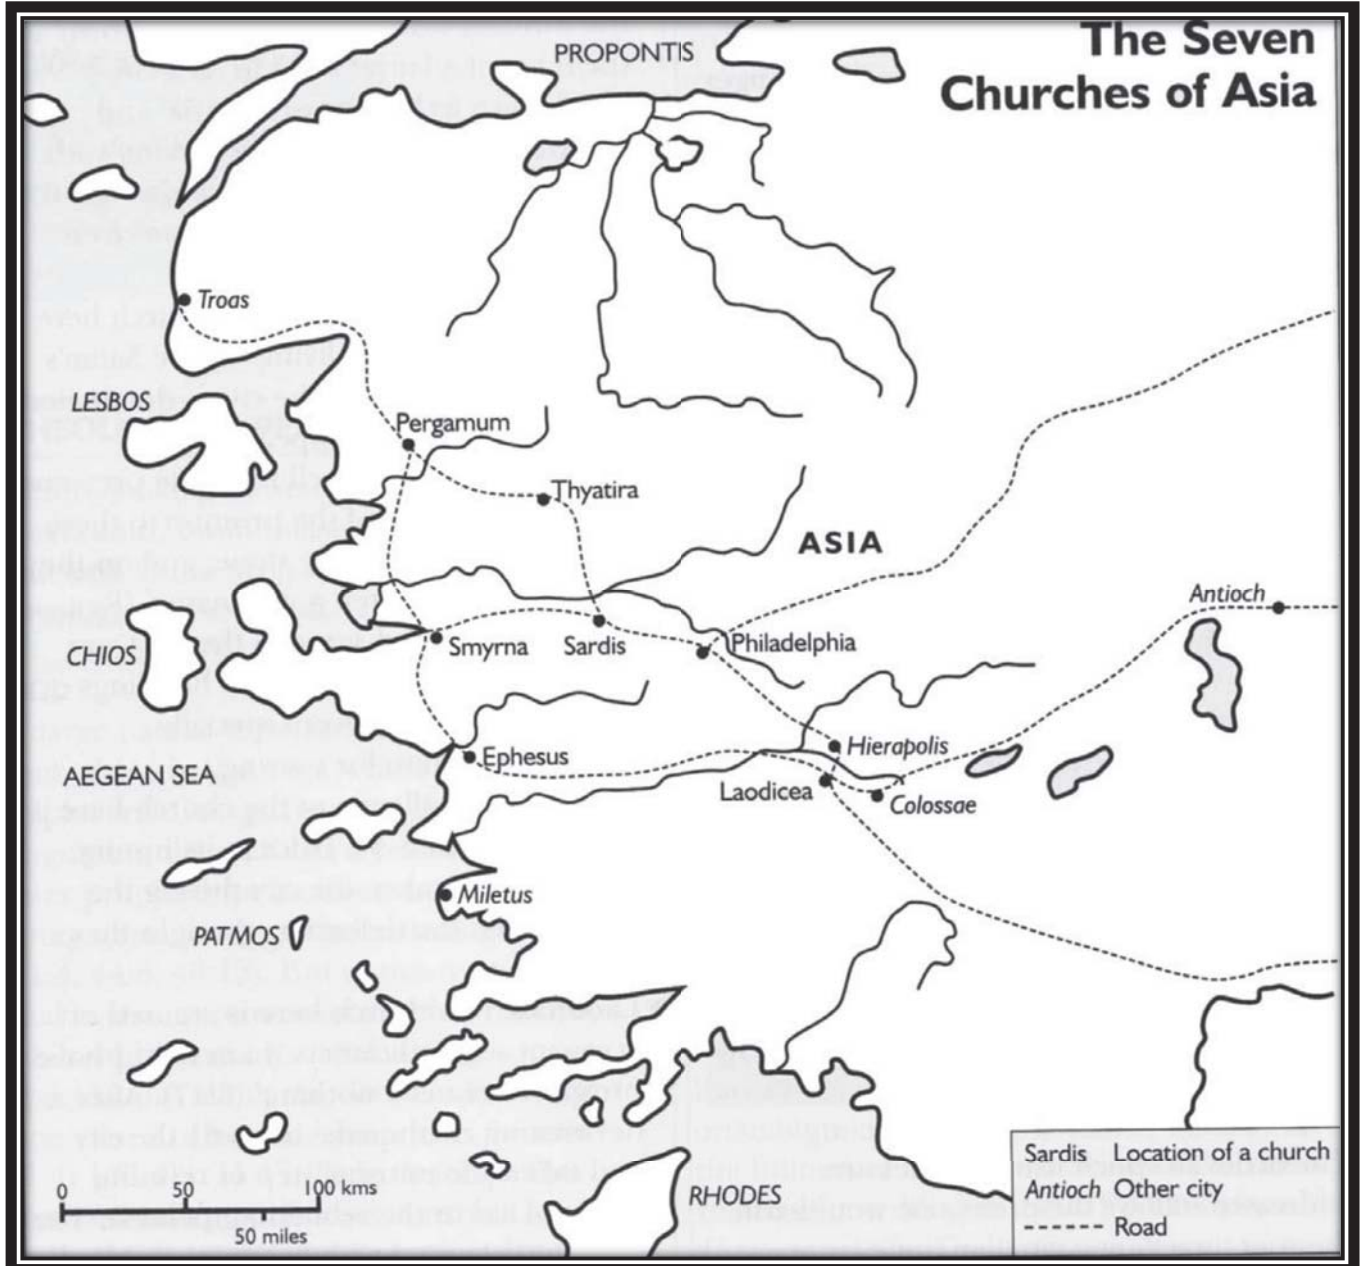 The Seven
Churches of Asia
PROPONTIS
Troas
LESBOS
Pergamum
Thyatira
ASIA
Antioch
CHIOS
Smyrna
Sardis
Philadelphia
AEGEAN SEA
Ephesus
Hierapolis
Laodicea
Colossae
Miletus
PATMOS
RHODES
0 50 100 kms
50 miles
Sardis Location of a church
Antioch Other city
Road